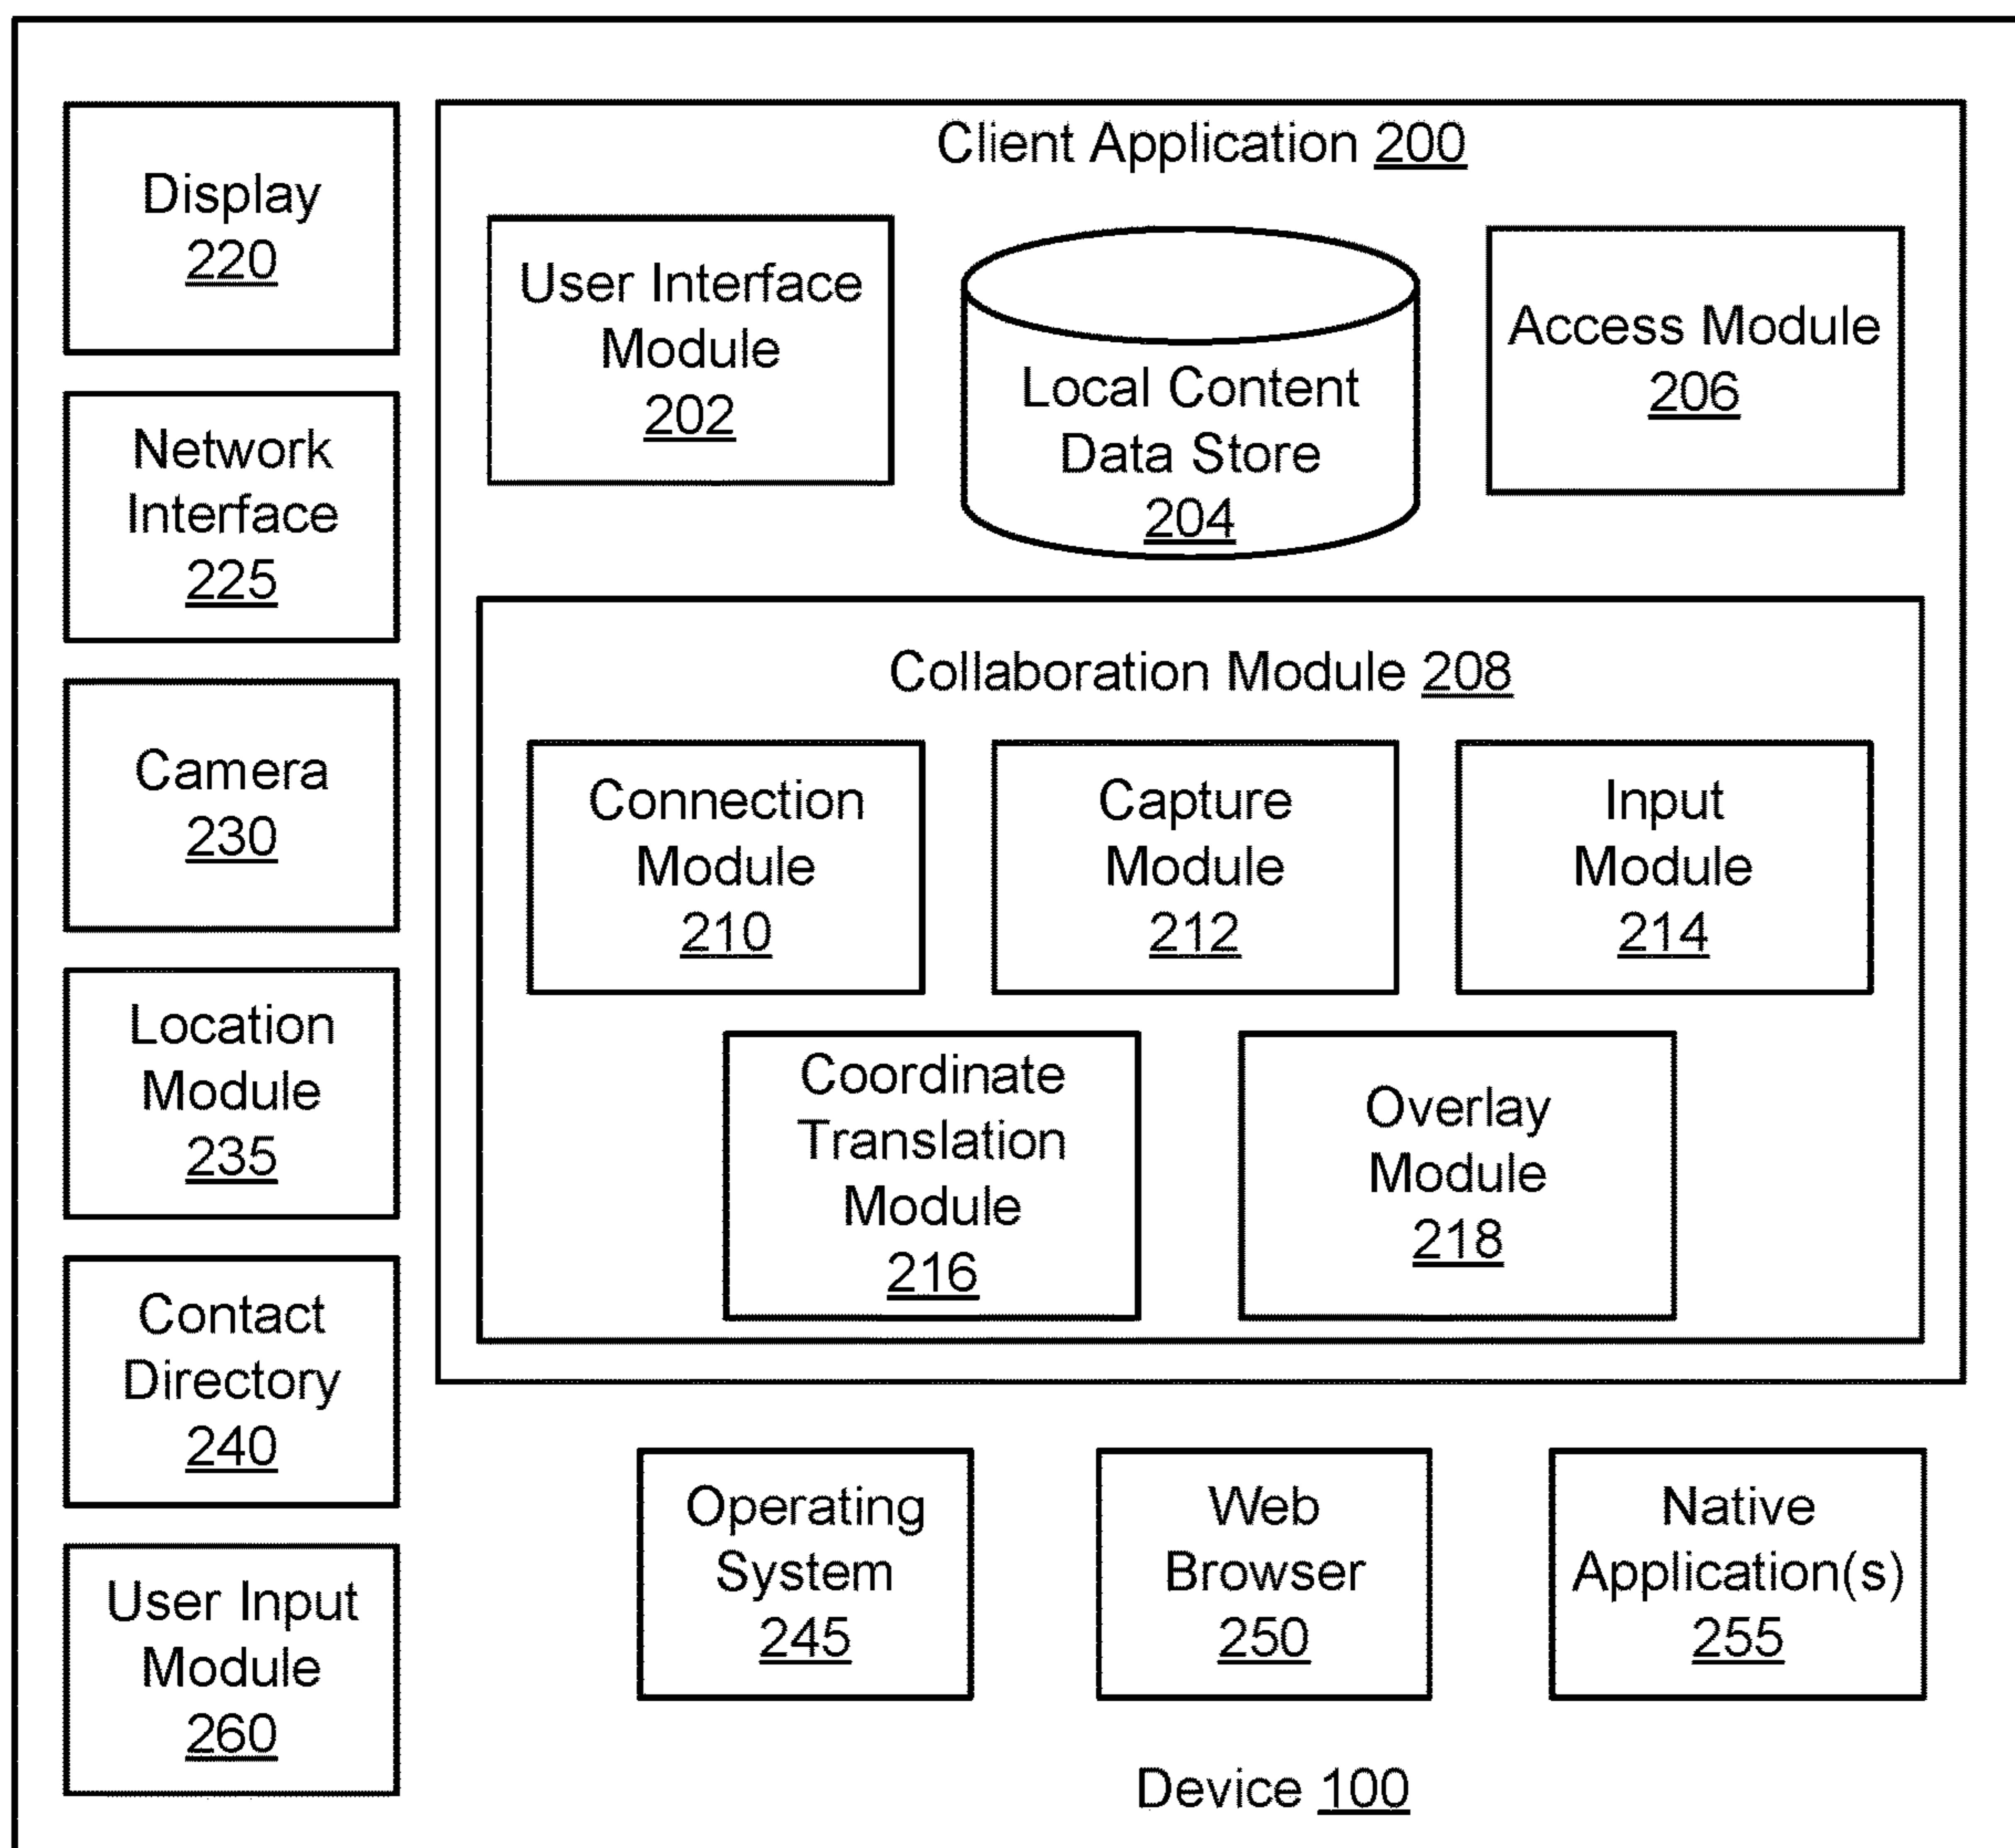 Display
220
Network
Interface
225
Camera
230
Location
Module
235
Contact
Directory
240
User Input
Module
260
Client Application 200
User Interface
Module
202
Local Content
Data Store
204
Access Module
206
Collaboration Module 208
Connection
Module
210
Capture
Module
212
Input
Module
214
Coordinate
Translation
Module
216
Overlay
Module
218
Operating
System
245
Web
Browser
250
Native
Application(s)
255
Device 100